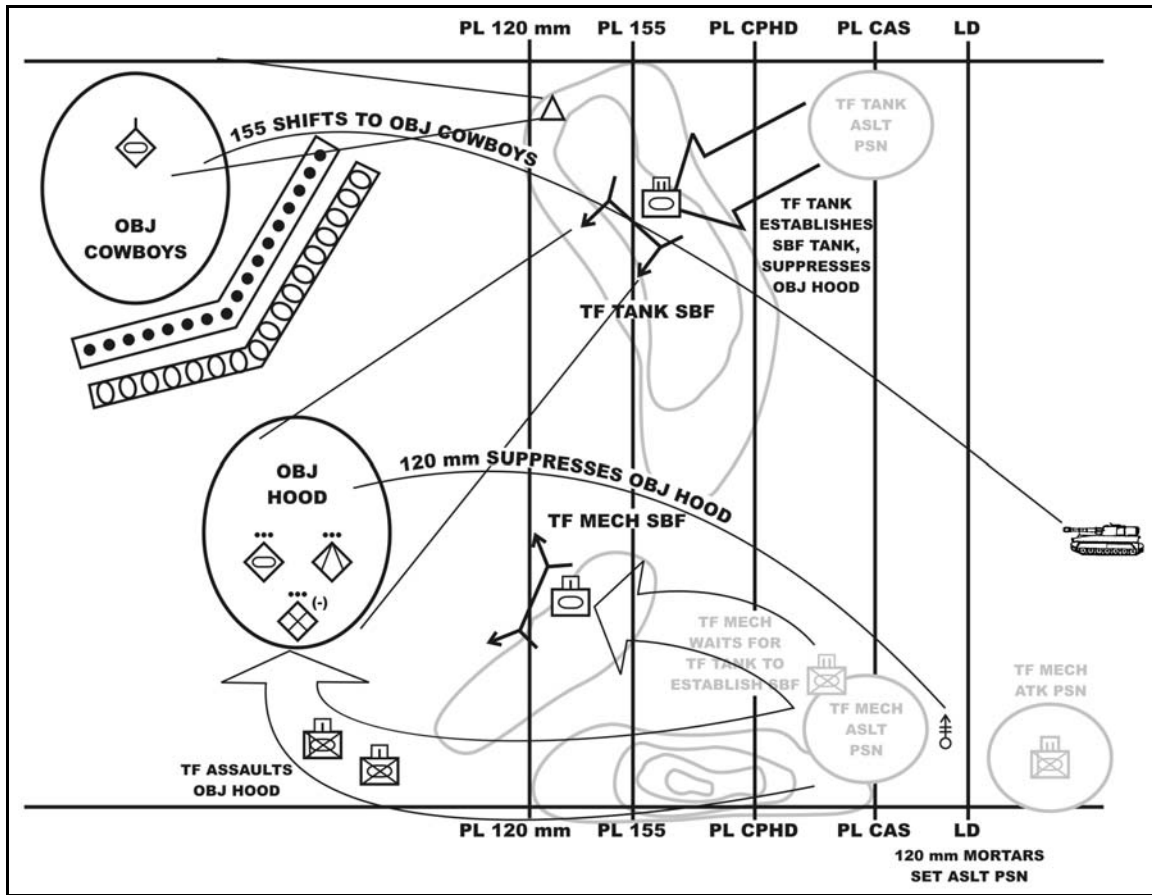 PL 120 mm PL 155 PL CPHD PL CAS LD
TF TANK
ASLT
PSN
155 SHIFTS TO OBJ COWBOYS
OBJ
COWBOYS
TF TANK
ESTABLISHES
SBF TANK,
SUPPRESSES
OBJ HOOD
TF TANK SBF
OBJ
HOOD
120 mm SUPPRESSES OBJ HOOD
TF MECH SBF
(-)
TF MECH
WAITS FOR
TF TANK TO
ESTABLISH SBF
TF MECH
ASLT
PSN
TF MECH
ATK PSN
TF ASSAULTS
OBJ HOOD
PL 120 mm PL 155 PL CPHD PL CAS LD
120 mm MORTARS
SET ASLT PSN